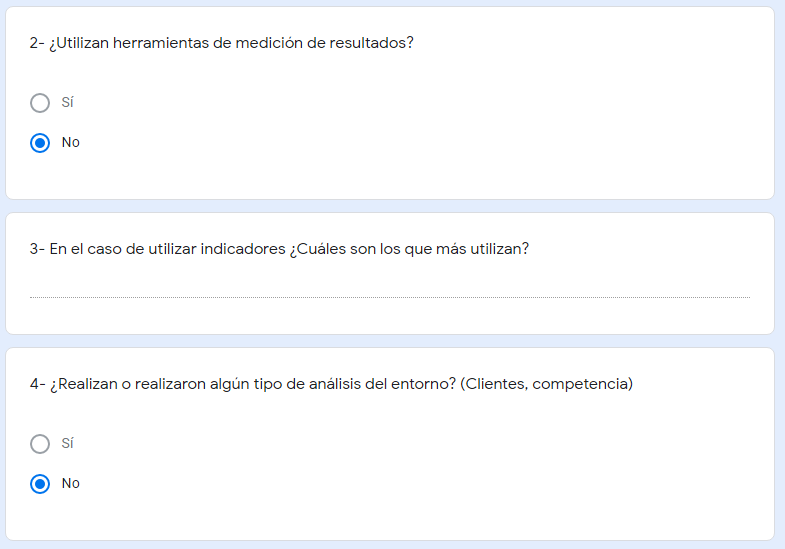 2- ¿Utilizan herramientas de medición de resultados?
Sí
No
3- En el caso de utilizar indicadores ¿Cuáles son los que más utilizan?
4- ¿Realizan o realizaron algún tipo de análisis del entorno? (Clientes, competencia)
Sí
No